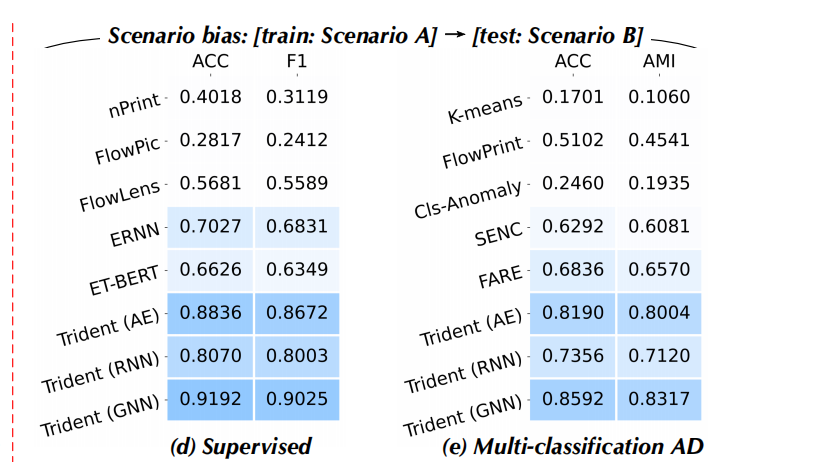 Scenario bias: [train: Scenario A] → [test: Scenario B]
ACC F1
nPrint 0.4018 0.3119
FlowPic 0.2817 0.2412
FlowLens 0.5681 0.5589
ERNN 0.7027 0.6831
ET-BERT 0.6626 0.6349
Trident (AE) 0.8836 0.8672
Trident (RNN) 0.8070 0.8003
Trident (GNN) 0.9192 0.9025
(d) Supervised
ACC AMI
K-means 0.1701 0.1060
FlowPrint 0.5102 0.4541
Cls-Anomaly 0.2460 0.1935
SENC 0.6292 0.6081
FARE 0.6836 0.6570
Trident (AE) 0.8190 0.8004
Trident (RNN) 0.7356 0.7120
Trident (GNN) 0.8592 0.8317
(e) Multi-classification AD